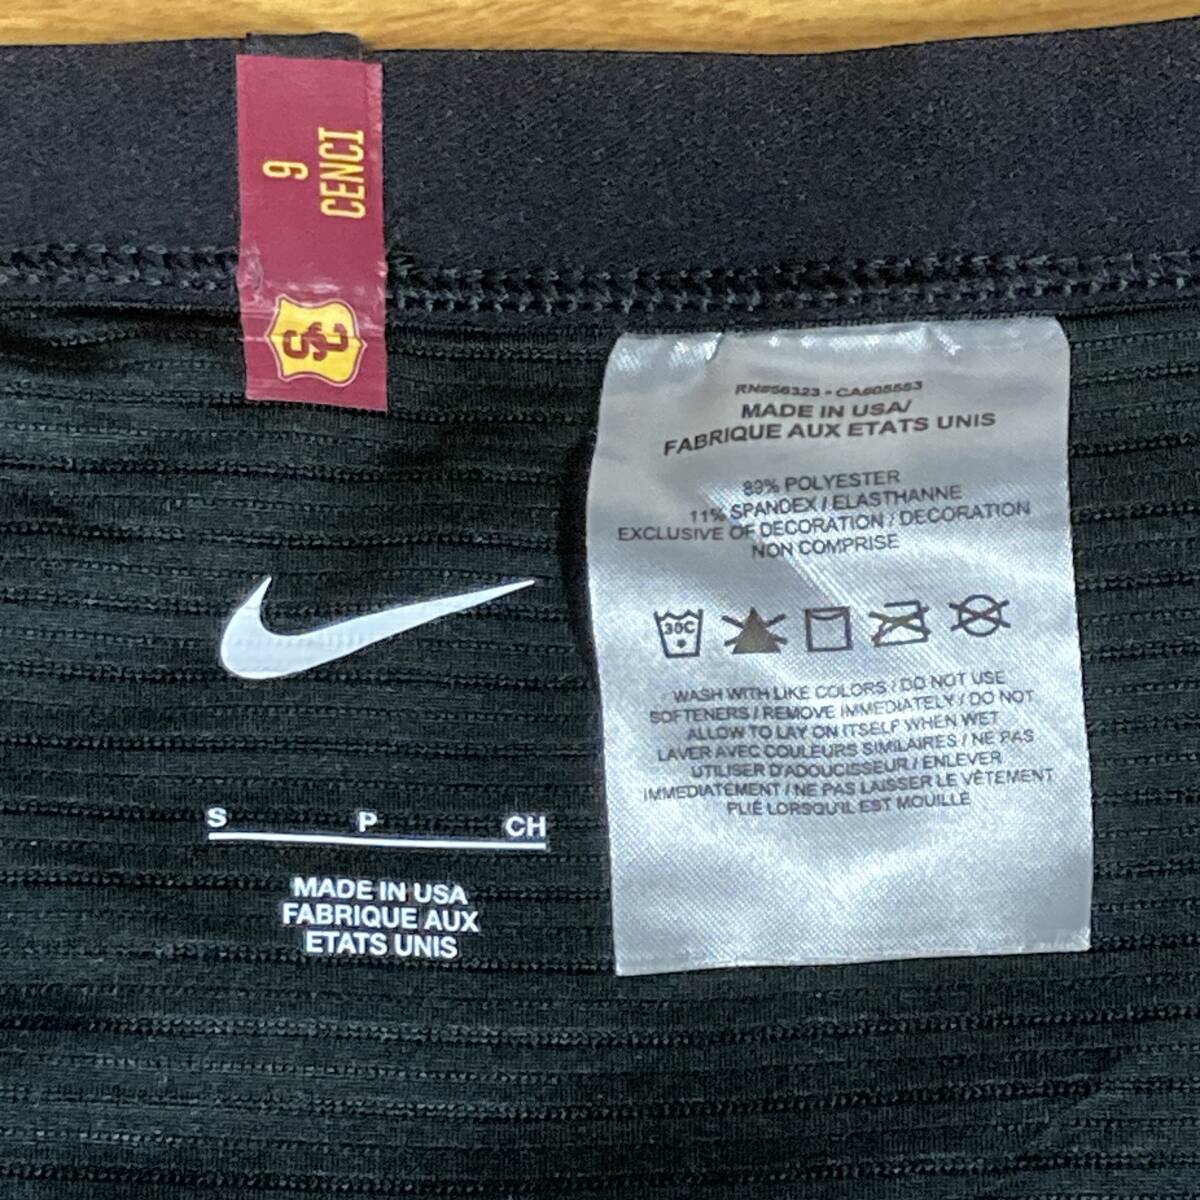 9
CENCI
SC
RN#56323 - CA605553
MADE IN USA/
FABRIQUE AUX ETATS UNIS
89% POLYESTER
11% SPANDEX / ELASTHANNE
EXCLUSIVE OF DECORATION / DECORATION
NON COMPRISE
30C
WASH WITH LIKE COLORS / DO NOT USE
SOFTENERS / REMOVE IMMEDIATELY / DO NOT
ALLOW TO LAY ON ITSELF WHEN WET
LAVER AVEC COULEURS SIMILAIRES / NE PAS
UTILISER D'ADOUCISSEUR / ENLEVER
IMMEDIATEMENT / NE PAS LAISSER LE VÊTEMENT
PLIÉ LORSQU'IL EST MOUILLÉ
S P CH
MADE IN USA
FABRIQUE AUX
ETATS UNIS